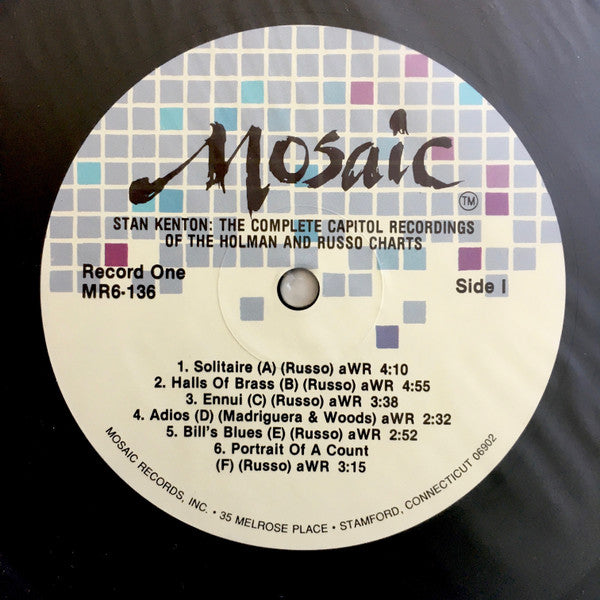 Mosaic
TM
STAN KENTON: THE COMPLETE CAPITOL RECORDINGS
OF THE HOLMAN AND RUSSO CHARTS
Record One
MR6-136
Side I
1. Solitaire (A) (Russo) aWR 4:10
2. Halls Of Brass (B) (Russo) aWR 4:55
3. Ennui (C) (Russo) aWR 3:38
4. Adios (D) (Madriguera & Woods) aWR 2:32
5. Bill's Blues (E) (Russo) aWR 2:52
6. Portrait Of A Count
(F) (Russo) aWR 3:15
MOSAIC RECORDS, INC. • 35 MELROSE PLACE • STAMFORD, CONNECTICUT 06902